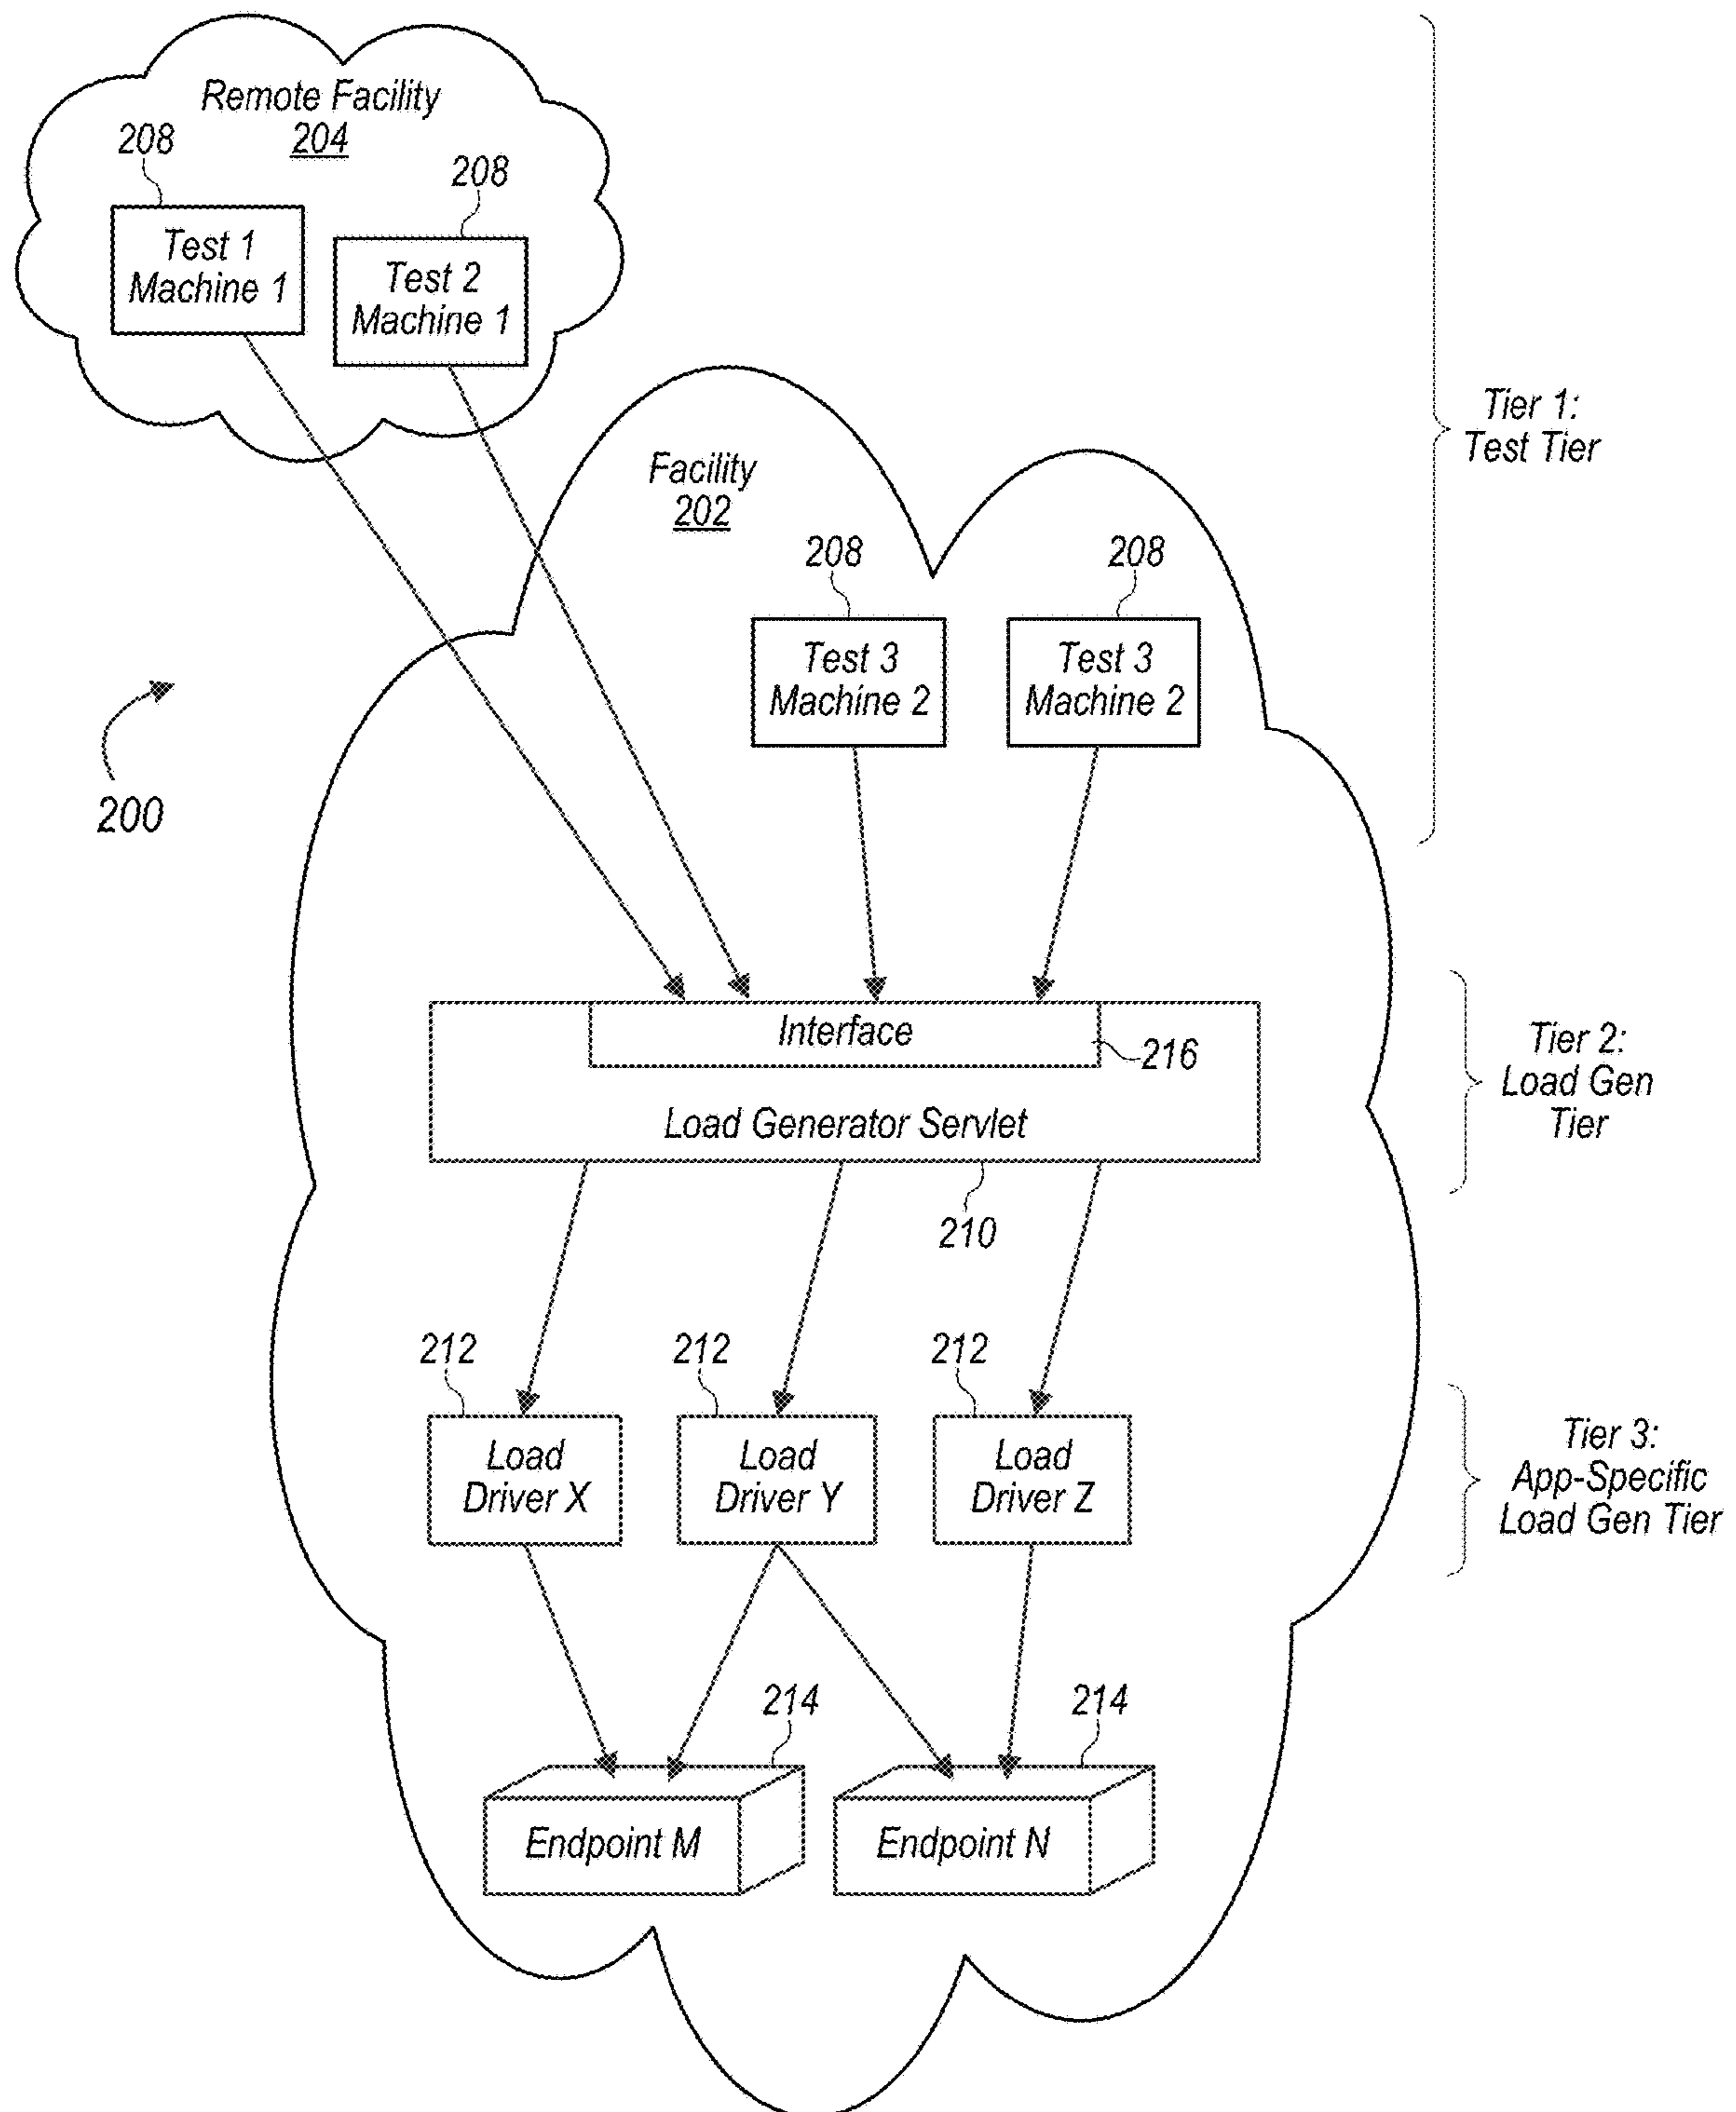 Remote Facility
204
208
208
Test 1
Machine 1
Test 2
Machine 1
Tier 1:
Test Tier
Facility
202
208
208
Test 3
Machine 2
Test 3
Machine 2
200
Interface
216
Load Generator Servlet
210
Tier 2:
Load Gen
Tier
212
212
212
Load
Driver X
Load
Driver Y
Load
Driver Z
Tier 3:
App-Specific
Load Gen Tier
214
214
Endpoint M
Endpoint N